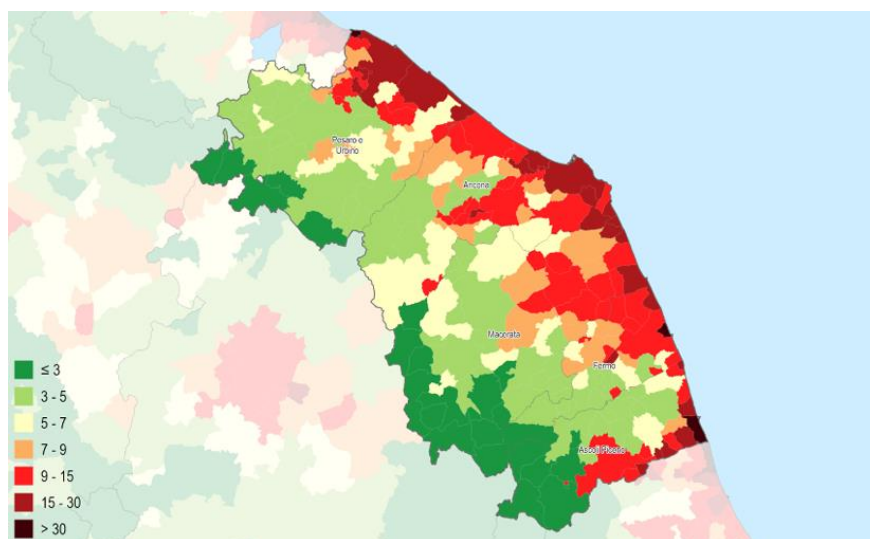 Pesaro e
Urbino
Ancona
Macerata
Fermo
Ascoli Piceno
≤ 3
3 - 5
5 - 7
7 - 9
9 - 15
15 - 30
> 30